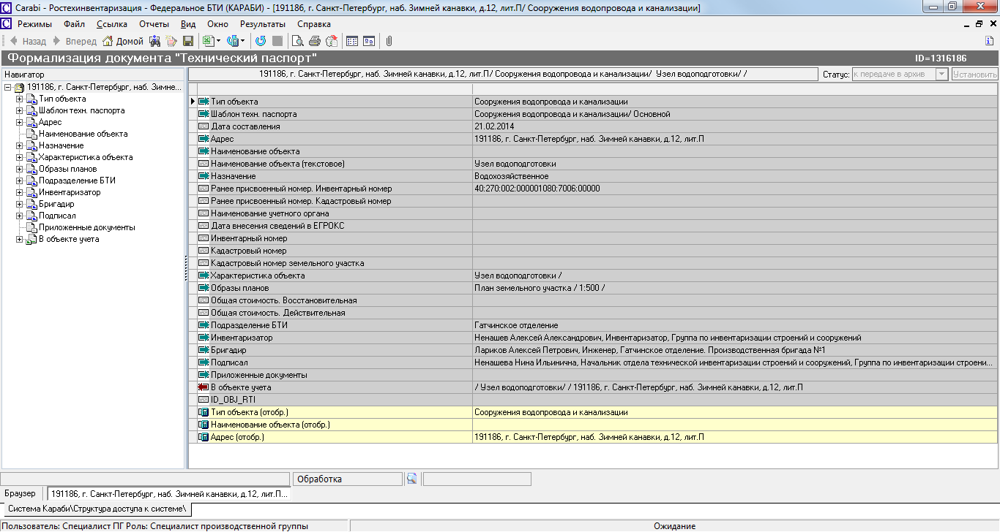 Carabi - Ростехинвентаризация - Федеральное БТИ (КАРАБИ) - [191186, г. Санкт-Петербург, наб. Зимней канавки, д.12, лит.П/ Сооружения водопровода и канализации]
Режимы Файл Ссылка Отчеты Вид Окно Результаты Справка
Назад Вперед Домой
Формализация документа "Технический паспорт" ID=1316186
Навигатор
191186, г. Санкт-Петербург, наб. Зимней канавки, д.12, лит.П/ Сооружения водопровода и канализации/ Узел водоподготовки/ / Статус: к передаче в архив Установить
191186, г. Санкт-Петербург, наб. Зимне...
Тип объекта
Шаблон техн. паспорта
Адрес
Наименование объекта
Назначение
Характеристика объекта
Образы планов
Подразделение БТИ
Инвентаризатор
Бригадир
Подписал
Приложенные документы
В объекте учета
Тип объекта Сооружения водопровода и канализации
Шаблон техн. паспорта Сооружения водопровода и канализации/ Основной
Дата составления 21.02.2014
Адрес 191186, г. Санкт-Петербург, наб. Зимней канавки, д.12, лит.П
Наименование объекта
Наименование объекта (текстовое) Узел водоподготовки
Назначение Водохозяйственное
Ранее присвоенный номер. Инвентарный номер 40:270:002:000001080:7006:00000
Ранее присвоенный номер. Кадастровый номер
Наименование учетного органа
Дата внесения сведений в ЕГРОКС
Инвентарный номер
Кадастровый номер
Кадастровый номер земельного участка
Характеристика объекта Узел водоподготовки /
Образы планов План земельного участка / 1:500 /
Общая стоимость. Восстановительная
Общая стоимость. Действительная
Подразделение БТИ Гатчинское отделение
Инвентаризатор Ненашев Алексей Александрович, Инвентаризатор, Группа по инвентаризации строений и сооружений
Бригадир Лариков Алексей Петрович, Инженер, Гатчинское отделение. Производственная бригада №1
Подписал Ненашева Нина Ильинична, Начальник отдела технической инвентаризации строений и сооружений, Группа по инвентаризации строени...
Приложенные документы
В объекте учета / Узел водоподготовки/ / 191186, г. Санкт-Петербург, наб. Зимней канавки, д.12, лит.П
ID_OBJ_RTI
Тип объекта (отобр.) Сооружения водопровода и канализации
Наименование объекта (отобр.)
Адрес (отобр.) 191186, г. Санкт-Петербург, наб. Зимней канавки, д.12, лит.П
Обработка
Браузер 191186, г. Санкт-Петербург, наб. Зимней канавки, д.12, лит.П...
Система Караби\Структура доступа к системе\
Пользователь: Специалист ПГ Роль: Специалист производственной группы Ожидание